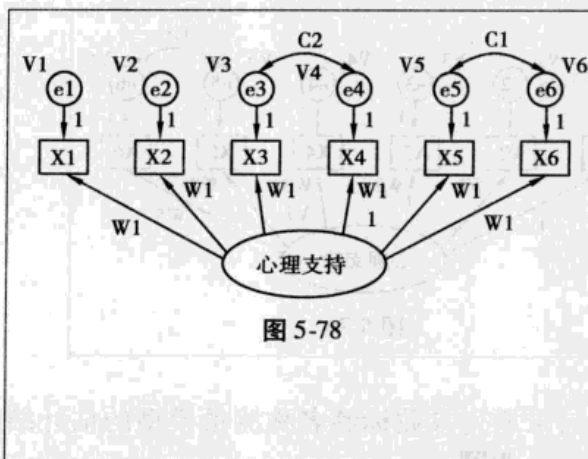 C2 C1
V1 V2 V3 V4 V5 V6
e1 e2 e3 e4 e5 e6
1 1 1 1 1 1
X1 X2 X3 X4 X5 X6
W1 W1 W1 W1 W1 W1
1
心理支持
图 5-78